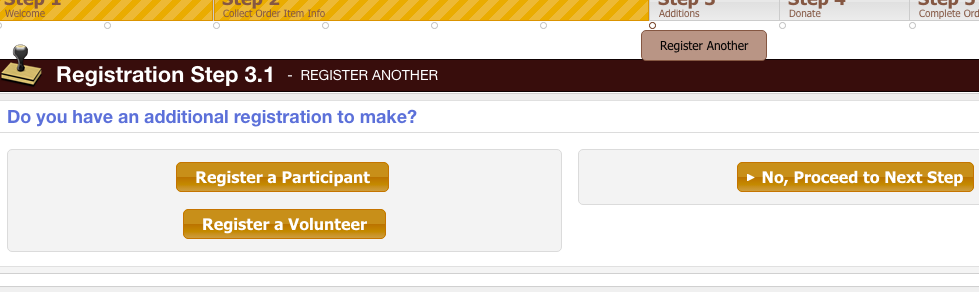 Step 1 Step 2 Step 3 Step 4 Step 5
Welcome Collect Order Item Info Additions Donate Complete Ord
Register Another
Registration Step 3.1 - REGISTER ANOTHER
Do you have an additional registration to make?
Register a Participant
No, Proceed to Next Step
Register a Volunteer